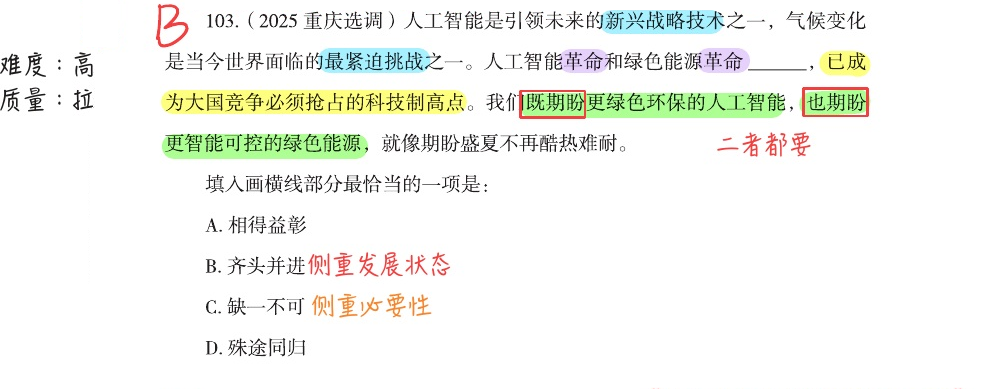 B 103.（2025 重庆选调）人工智能是引领未来的新兴战略技术之一，气候变化
难度：高 是当今世界面临的最紧迫挑战之一。人工智能革命和绿色能源革命______，已成
质量：拉 为大国竞争必须抢占的科技制高点。我们既期盼更绿色环保的人工智能，也期盼
更智能可控的绿色能源，就像期盼盛夏不再酷热难耐。 二者都要
填入画横线部分最恰当的一项是：
A. 相得益彰
B. 齐头并进 侧重发展状态
C. 缺一不可 侧重必要性
D. 殊途同归